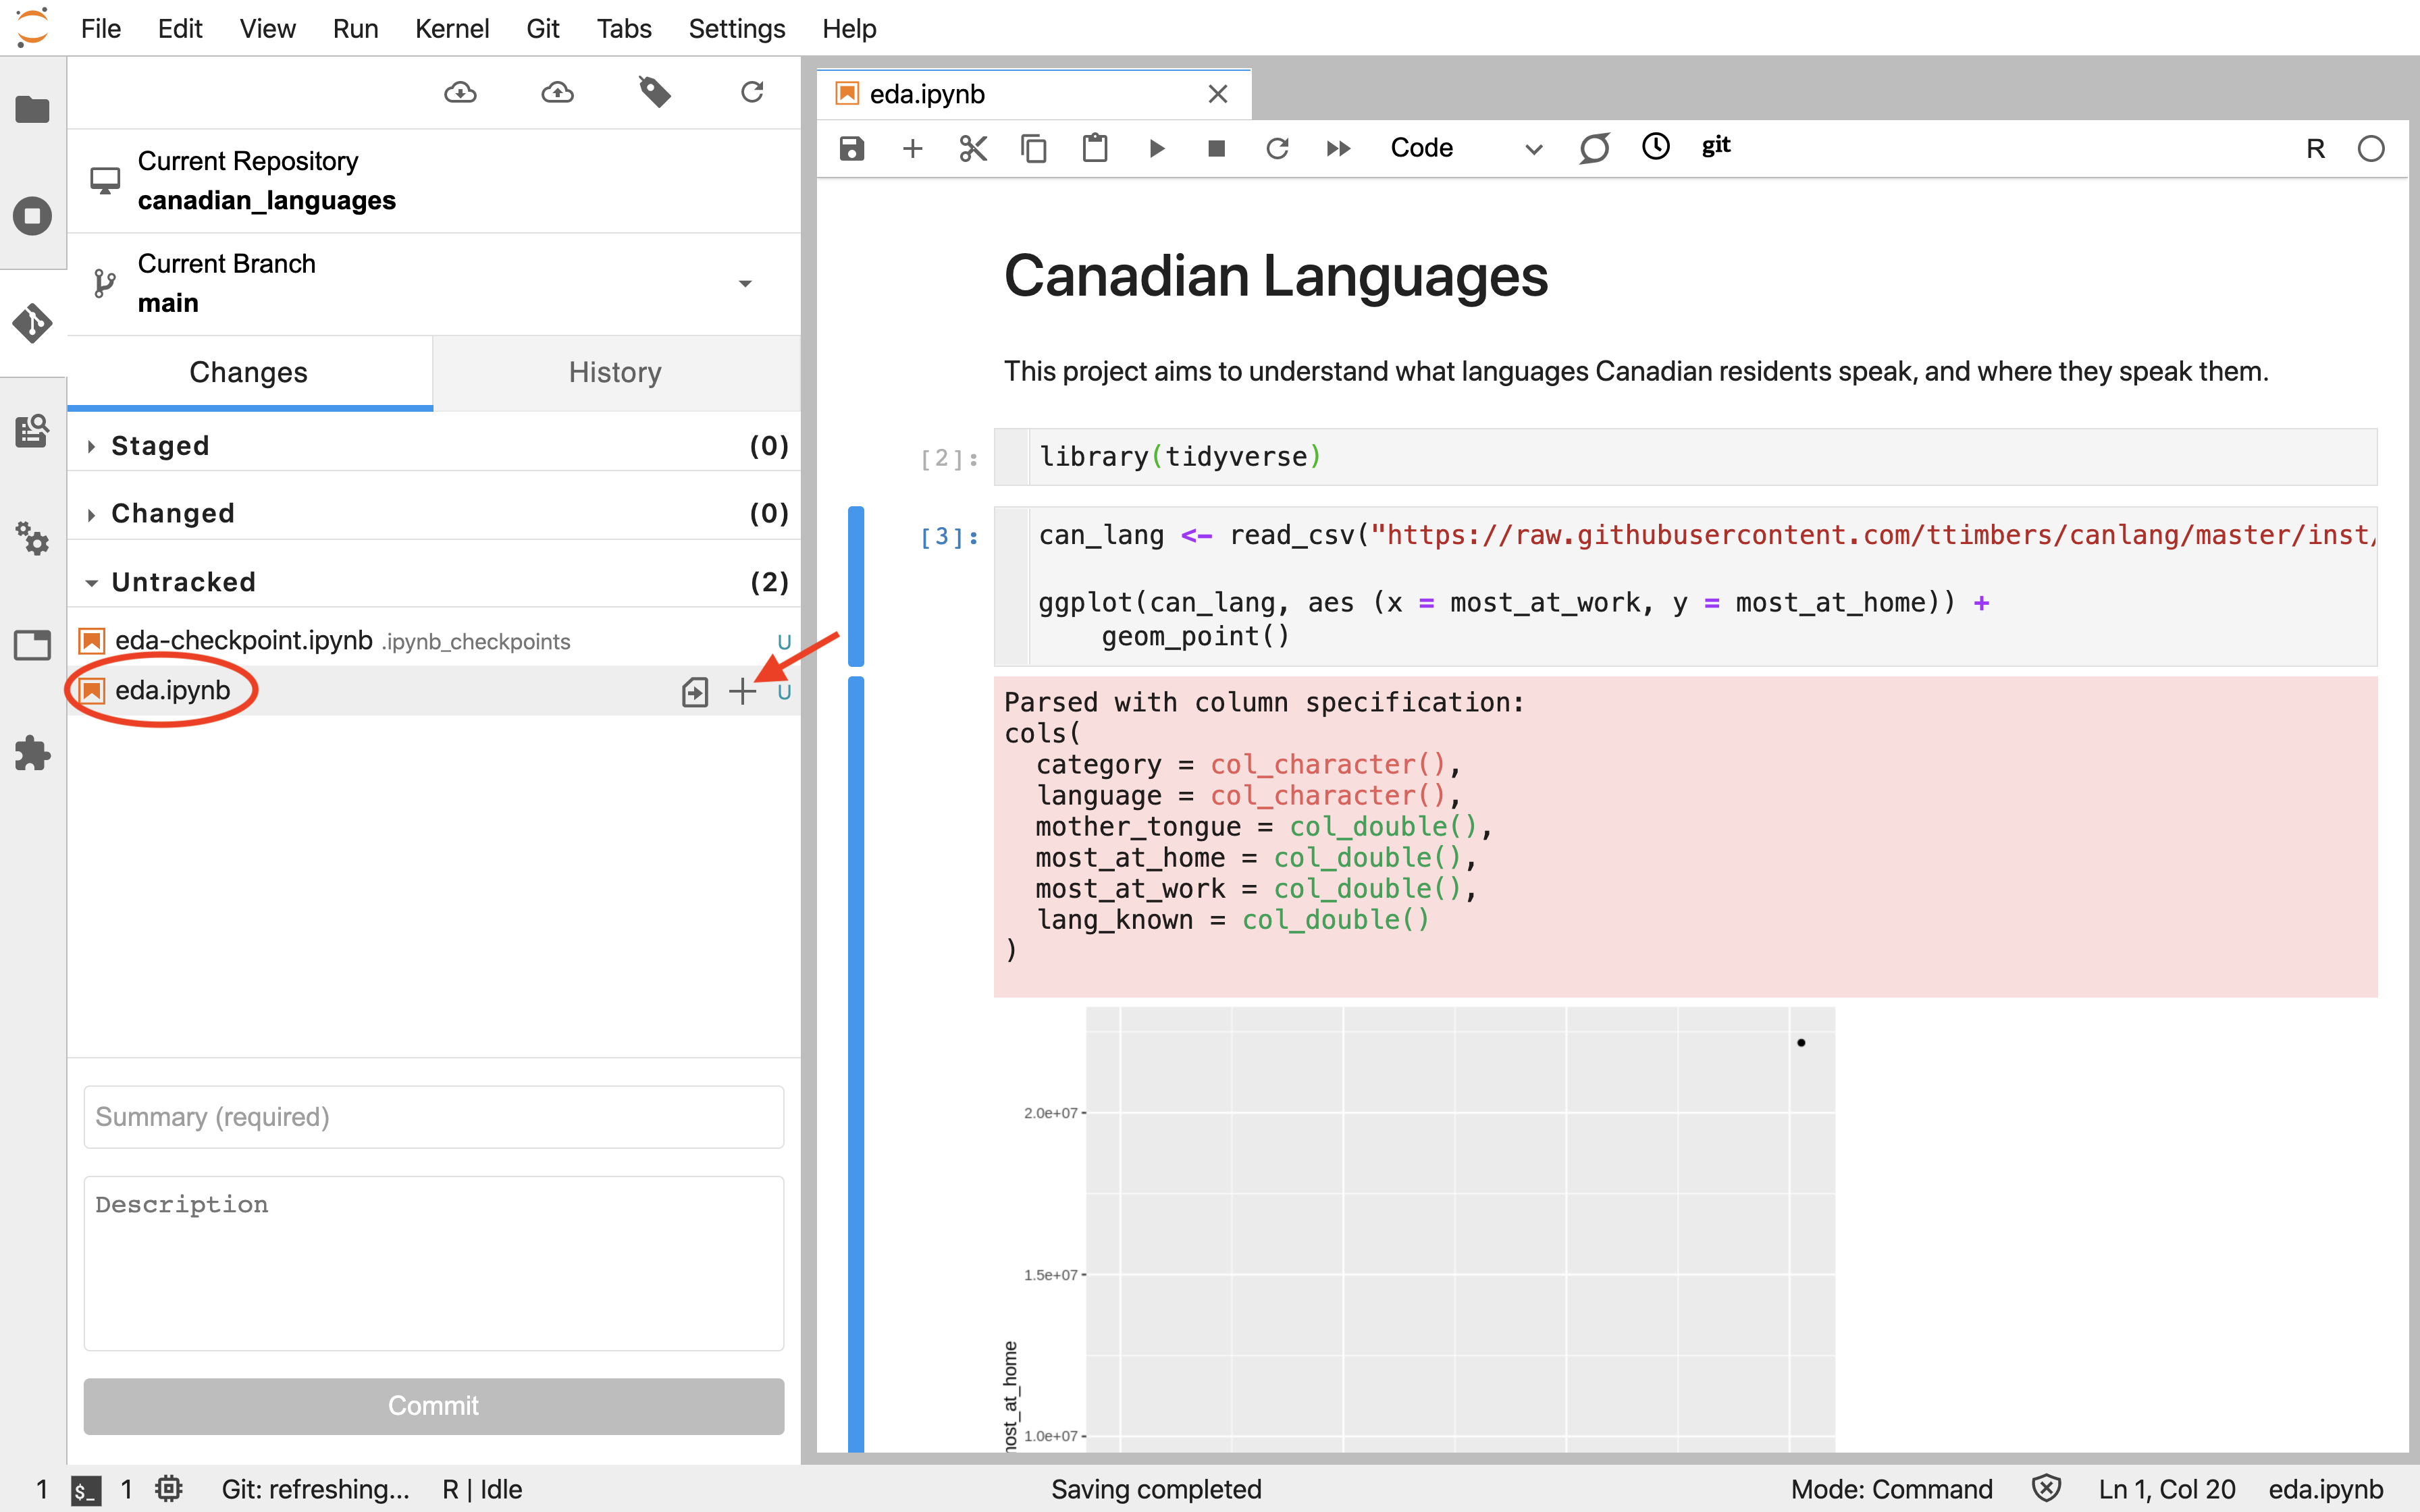 File Edit View Run Kernel Git Tabs Settings Help
Current Repository
canadian_languages
Current Branch
main
Changes History
Staged (0)
Changed (0)
Untracked (2)
eda-checkpoint.ipynb .ipynb_checkpoints U
eda.ipynb U
Summary (required)
Description
Commit
eda.ipynb
Code git R
Canadian Languages
This project aims to understand what languages Canadian residents speak, and where they speak them.
[2]: library(tidyverse)
[3]: can_lang <- read_csv("https://raw.githubusercontent.com/ttimbers/canlang/master/inst/
ggplot(can_lang, aes (x = most_at_work, y = most_at_home)) +
geom_point()
Parsed with column specification:
cols(
category = col_character(),
language = col_character(),
mother_tongue = col_double(),
most_at_home = col_double(),
most_at_work = col_double(),
lang_known = col_double()
)
2.0e+07
1.5e+07
1.0e+07
most_at_home
1 $_ 1 Git: refreshing... R | Idle Saving completed Mode: Command Ln 1, Col 20 eda.ipynb